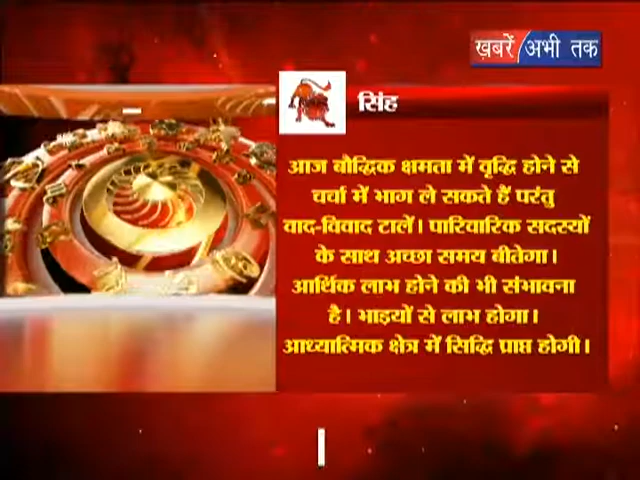 ख़बरें अभी तक
सिंह
आज बौद्धिक क्षमता में वृद्धि होने से
चर्चा में भाग ले सकते हैं परंतु
वाद-विवाद टालें। पारिवारिक सदस्यों
के साथ अच्छा समय बीतेगा।
आर्थिक लाभ होने की भी संभावना
है। भाइयों से लाभ होगा।
आध्यात्मिक क्षेत्र में सिद्धि प्राप्त होगी।